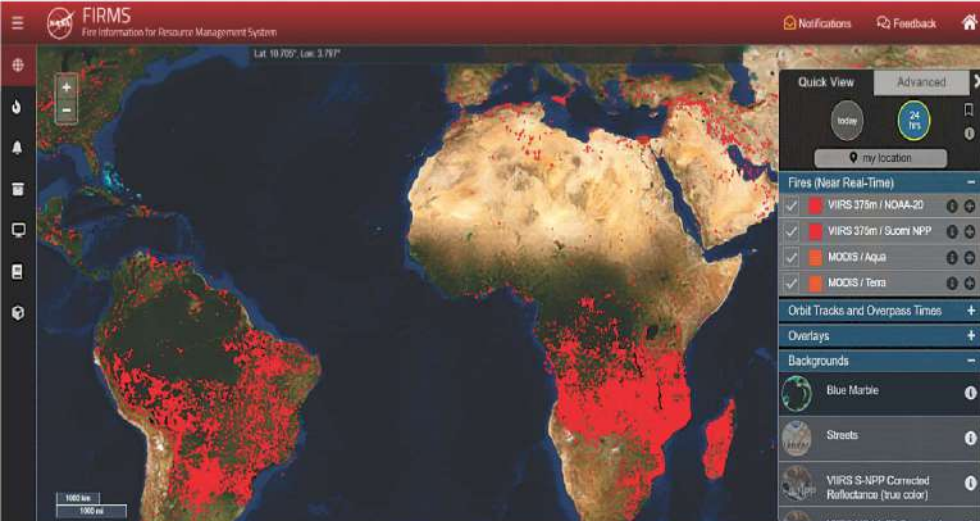 NASA
FIRMS
Fire Information for Resource Management System
Notifications
Feedback
Lat: 10.705°, Lon: 3.797°
Quick View
Advanced
today
24 hrs
my location
Fires (Near Real-Time)
VIIRS 375m / NOAA-20
VIIRS 375m / Suomi NPP
MODIS / Aqua
MODIS / Terra
Orbit Tracks and Overpass Times
Overlays
Backgrounds
Blue Marble
Streets
VIIRS S-NPP Corrected
Reflectance (true color)
1000 km
1000 mi